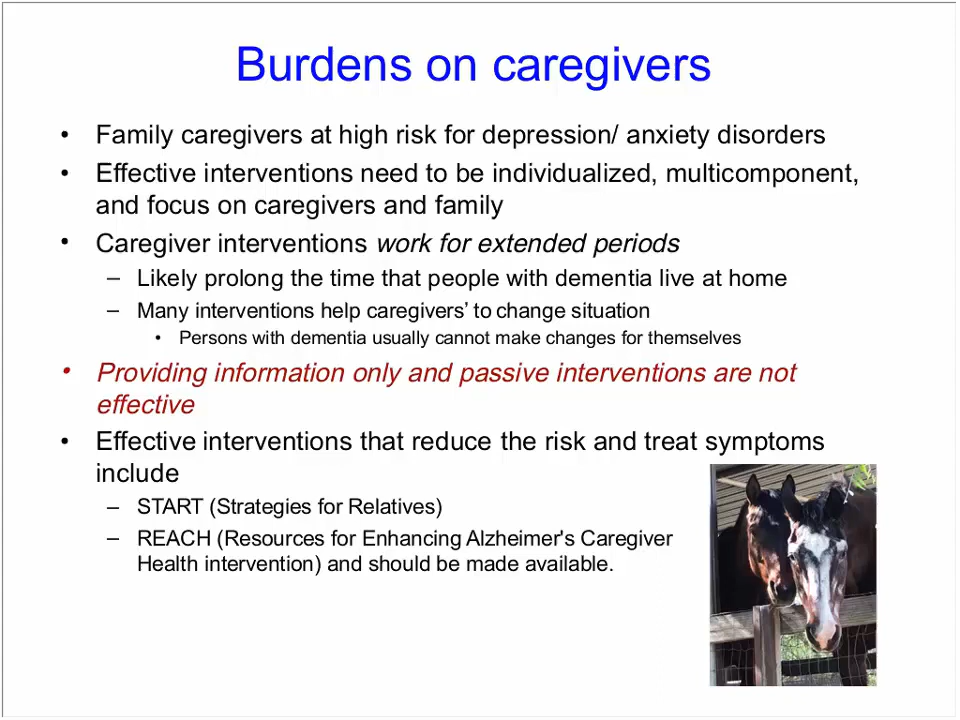 Burdens on caregivers
• Family caregivers at high risk for depression/ anxiety disorders
• Effective interventions need to be individualized, multicomponent,
and focus on caregivers and family
• Caregiver interventions work for extended periods
– Likely prolong the time that people with dementia live at home
– Many interventions help caregivers’ to change situation
• Persons with dementia usually cannot make changes for themselves
• Providing information only and passive interventions are not
effective
• Effective interventions that reduce the risk and treat symptoms
include
– START (Strategies for Relatives)
– REACH (Resources for Enhancing Alzheimer's Caregiver
Health intervention) and should be made available.